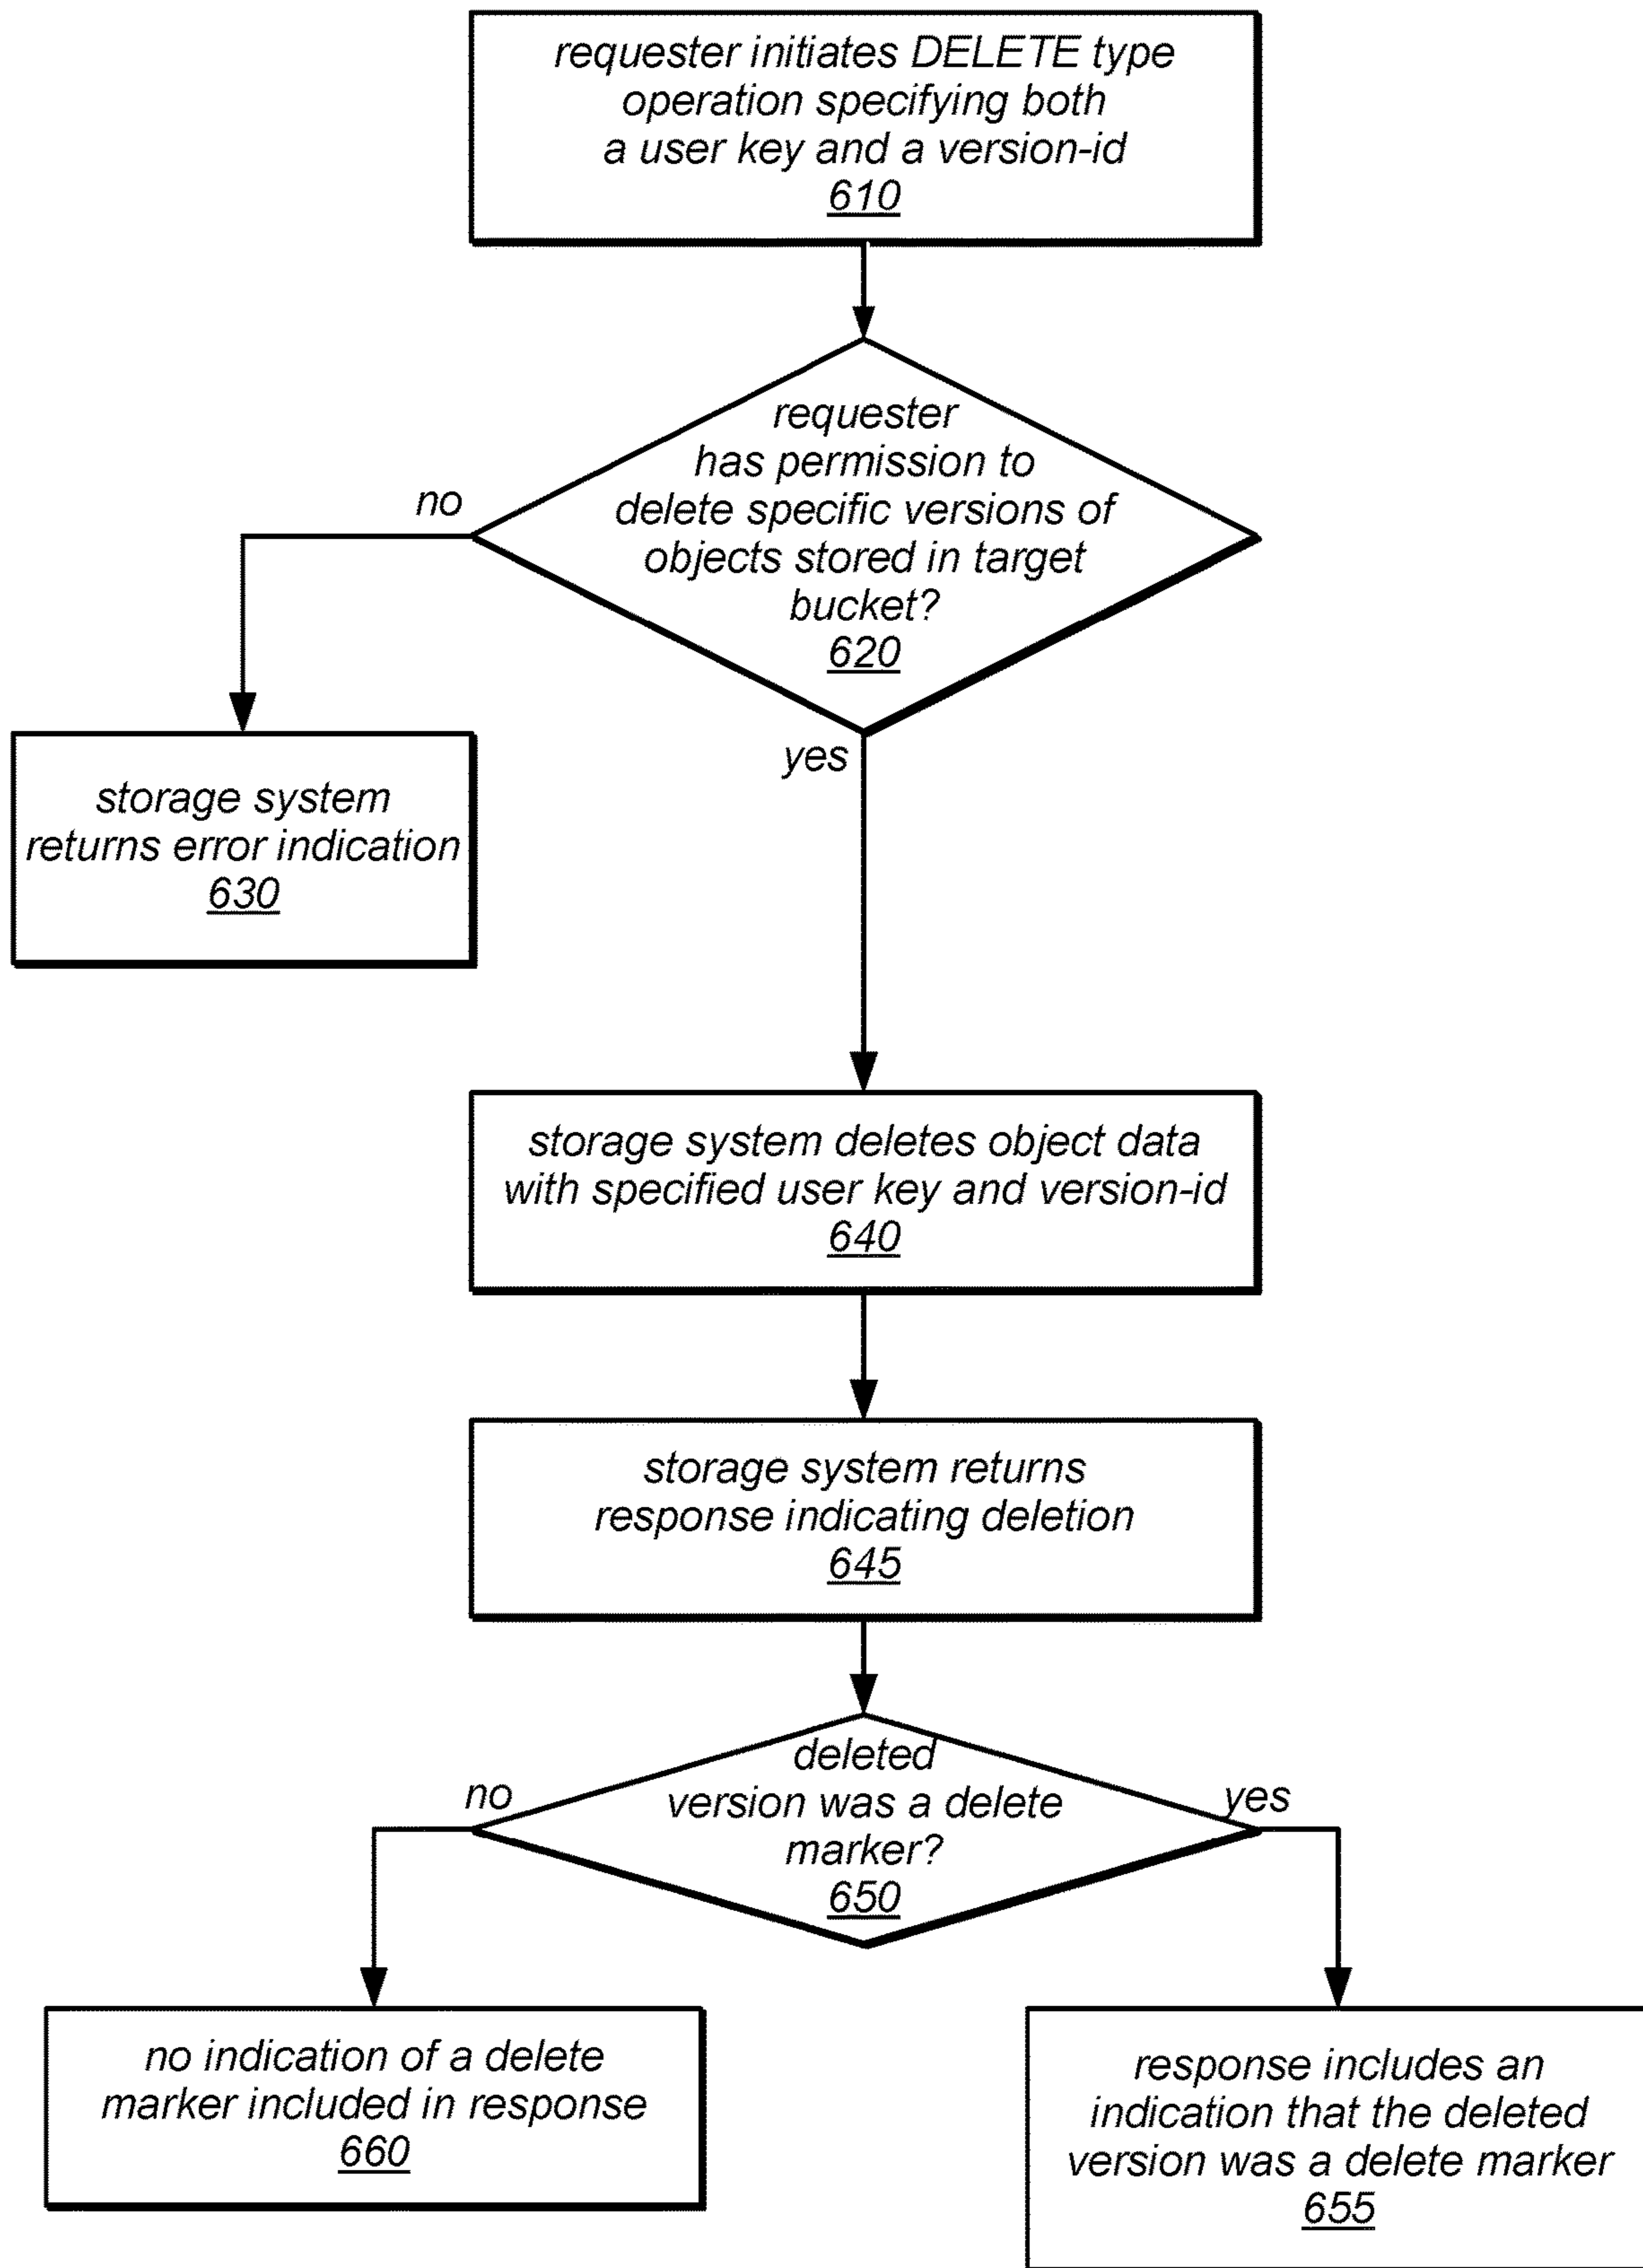 requester initiates DELETE type
operation specifying both
a user key and a version-id
610
requester
has permission to
delete specific versions of
objects stored in target
bucket?
620
no
yes
storage system
returns error indication
630
storage system deletes object data
with specified user key and version-id
640
storage system returns
response indicating deletion
645
deleted
version was a delete
marker?
650
no
yes
no indication of a delete
marker included in response
660
response includes an
indication that the deleted
version was a delete marker
655